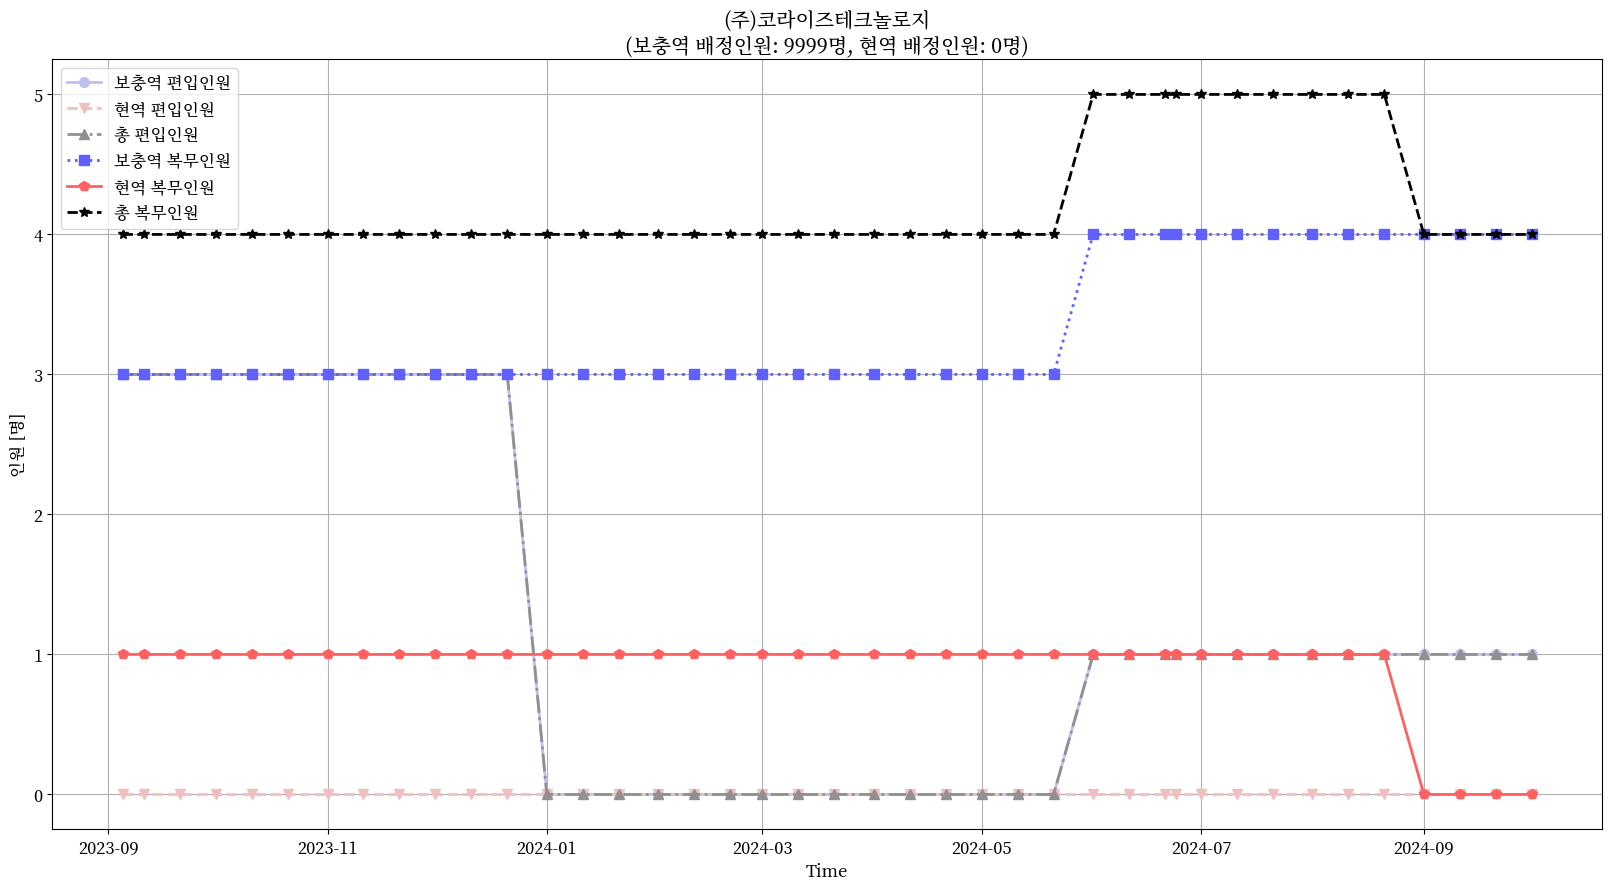 (주)코라이즈테크놀로지
(보충역 배정인원: 9999명, 현역 배정인원: 0명)
보충역 편입인원
현역 편입인원
총 편입인원
보충역 복무인원
현역 복무인원
총 복무인원
5
4
3
2
1
0
인원 [명]
2023-09 2023-11 2024-01 2024-03 2024-05 2024-07 2024-09
Time